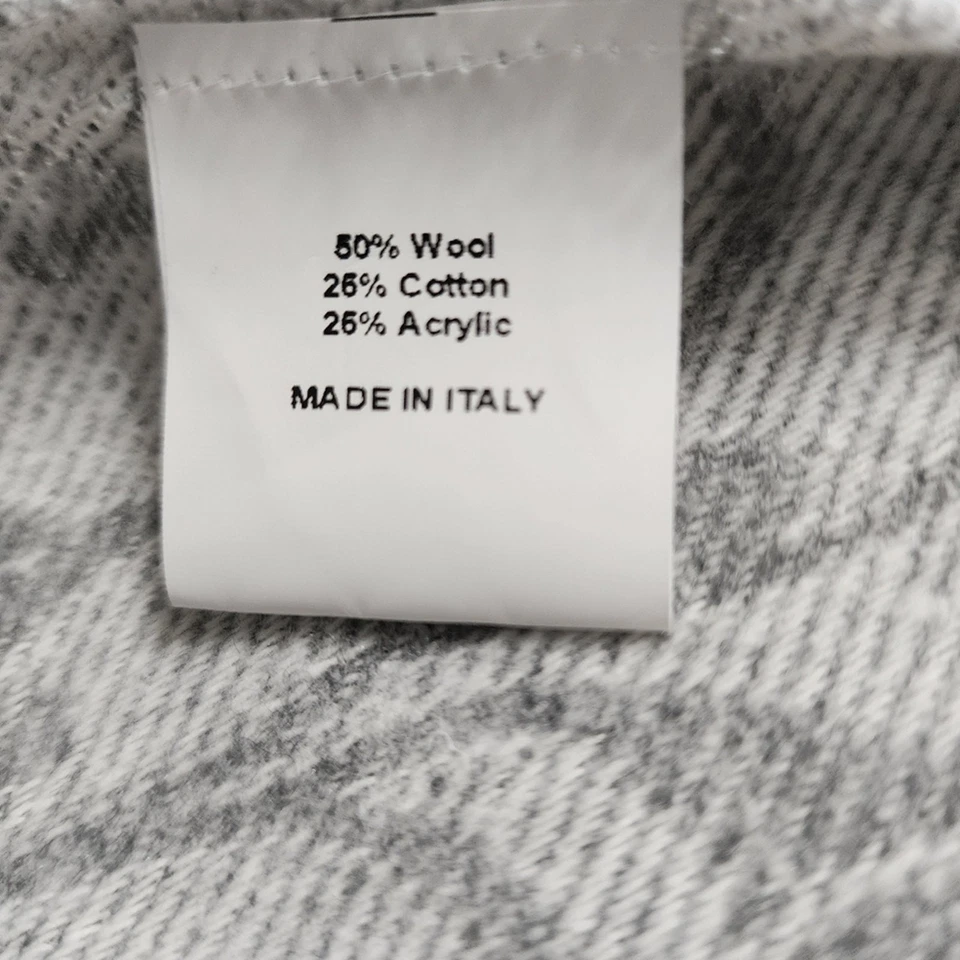 50% Wool
25% Cotton
25% Acrylic
MADE IN ITALY